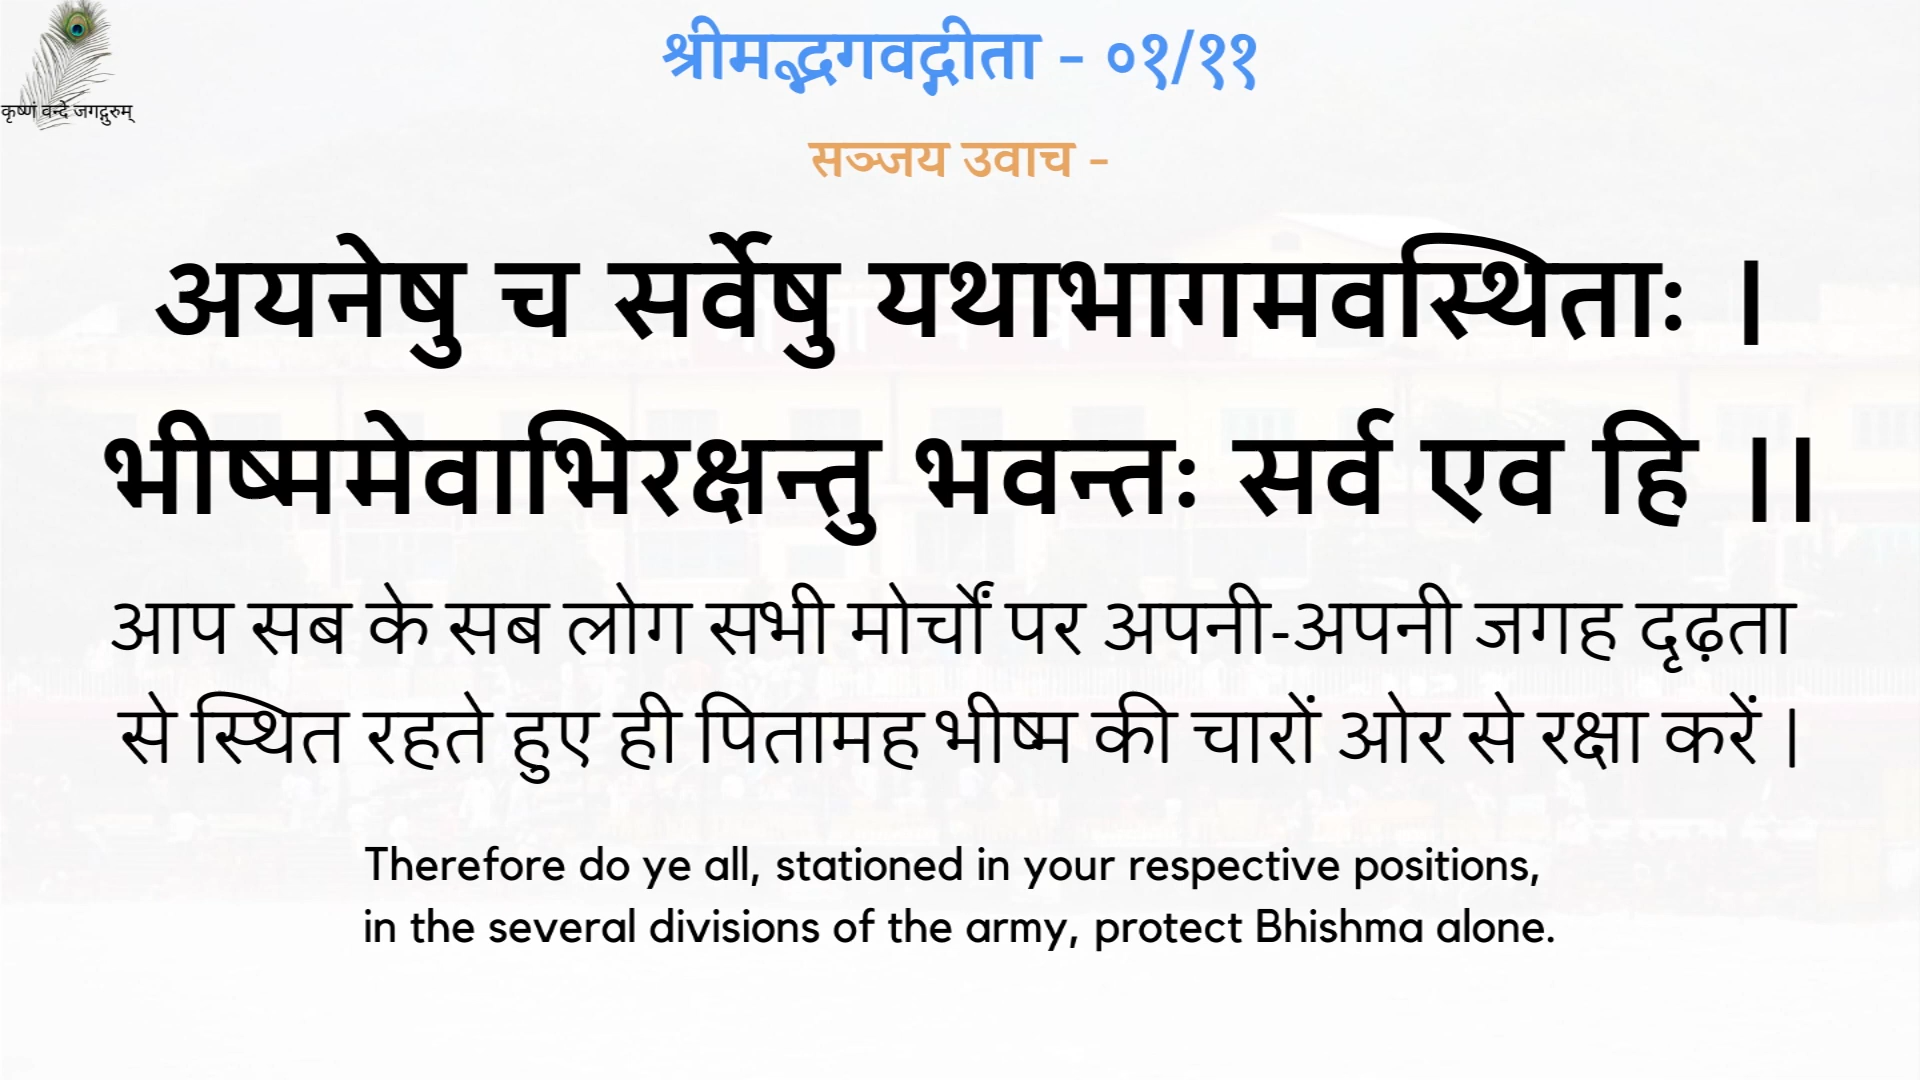 कृष्णं वन्दे जगद्गुरुम्
श्रीमद्भगवद्गीता - ०१/११
सञ्जय उवाच -
अयनेषु च सर्वेषु यथाभागमवस्थिताः |
भीष्ममेवाभिरक्षन्तु भवन्तः सर्व एव हि ||
आप सब के सब लोग सभी मोर्चों पर अपनी-अपनी जगह दृढ़ता
से स्थित रहते हुए ही पितामह भीष्म की चारों ओर से रक्षा करें |
Therefore do ye all, stationed in your respective positions,
in the several divisions of the army, protect Bhishma alone.